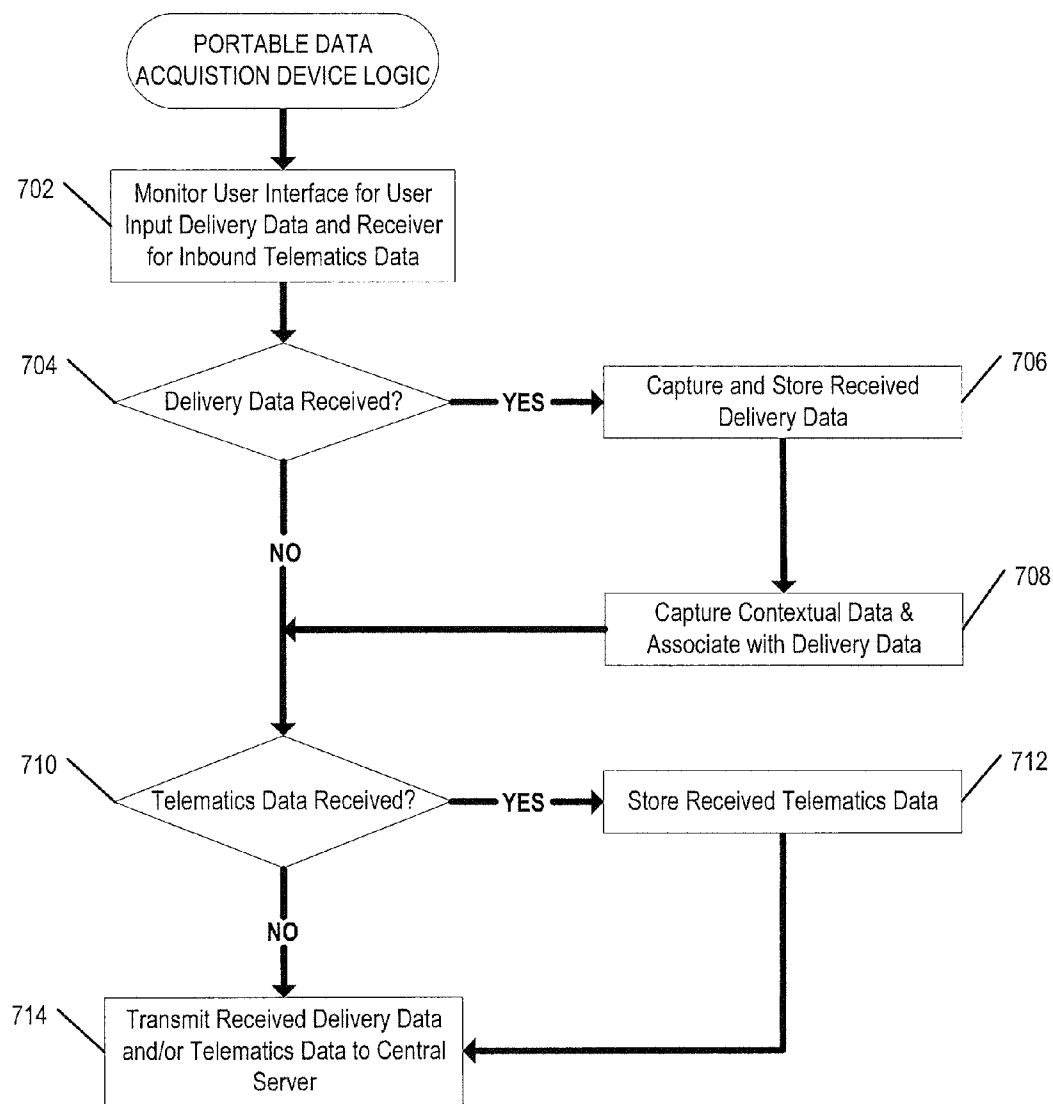 PORTABLE DATA
ACQUISTION DEVICE LOGIC
702
Monitor User Interface for User
Input Delivery Data and Receiver
for Inbound Telematics Data
704
Delivery Data Received?
YES
706
Capture and Store Received
Delivery Data
NO
708
Capture Contextual Data &
Associate with Delivery Data
710
Telematics Data Received?
YES
712
Store Received Telematics Data
NO
714
Transmit Received Delivery Data
and/or Telematics Data to Central
Server